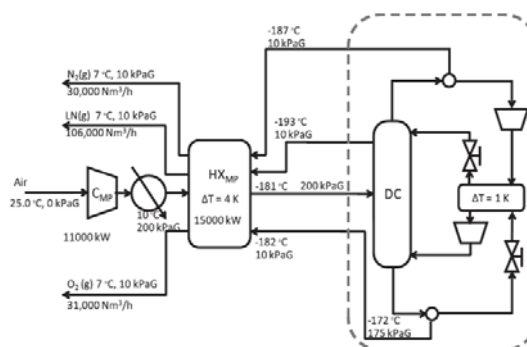 -187 °C
10 kPaG
N₂(g) 7 °C, 10 kPaG
30,000 Nm³/h
LN(g) 7 °C, 10 kPaG
106,000 Nm³/h
-193 °C
10 kPaG
HX_MP
ΔT = 4 K
15000 kW
-181°C
200 kPaG
DC
ΔT = 1 K
Air
25.0°C, 0 kPaG
C_MP
10°C
200 kPaG
11000 kW
-182 °C
10 kPaG
O₂ (g) 7 °C, 10 kPaG
31,000 Nm³/h
-172 °C
175 kPaG